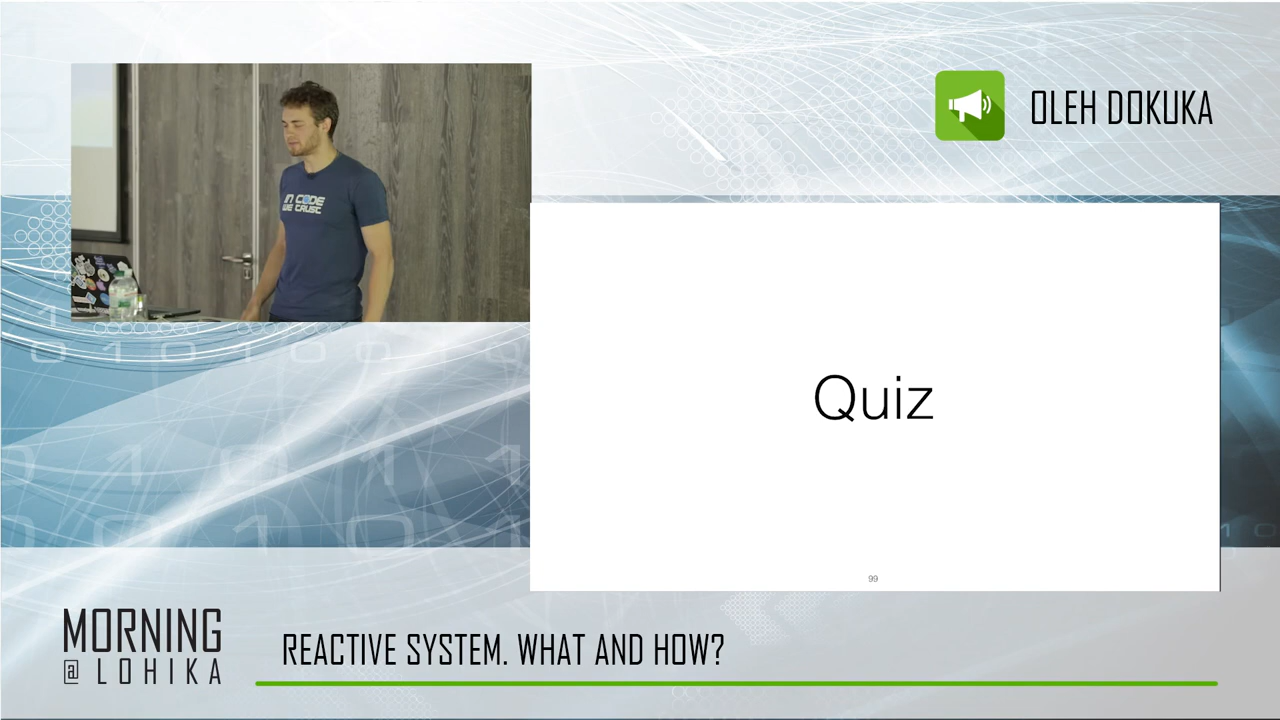 OLEH DOKUKA
IN CODE
WE TRUST
Quiz
99
MORNING
@ LOHIKA
REACTIVE SYSTEM. WHAT AND HOW?